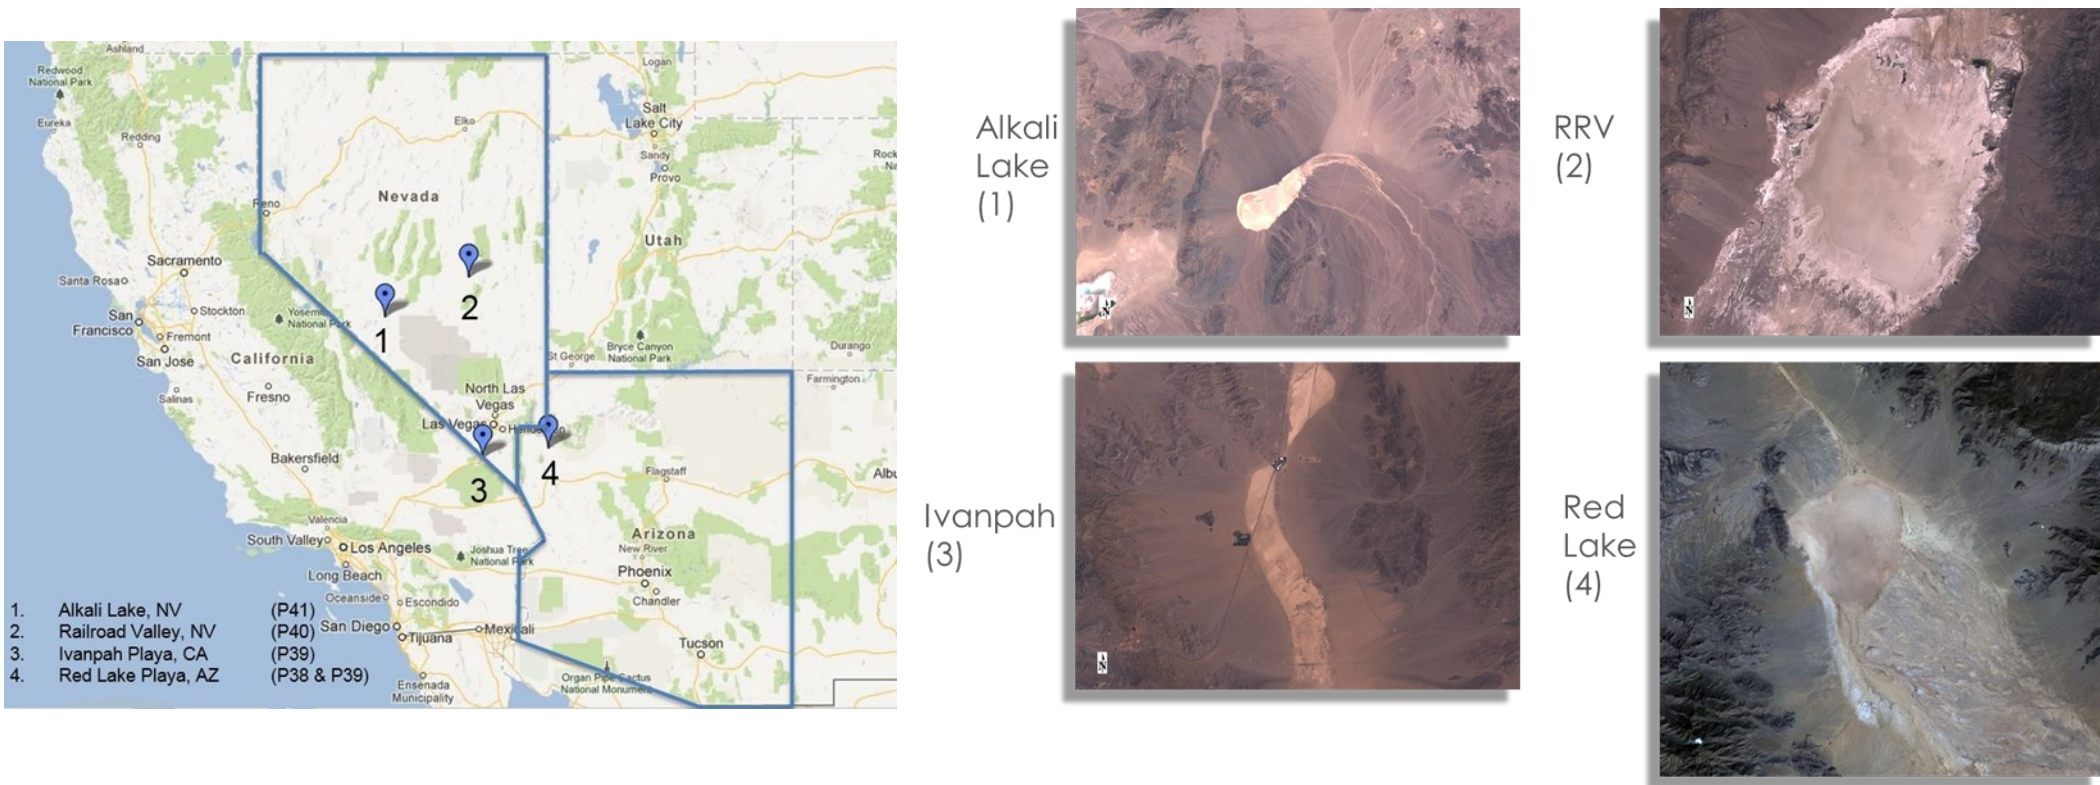 Ashland
Redwood
National Park
Eureka
Redding
Logan
Salt
Lake City
Elko
Sandy
Provo
Rock
Na
Reno
Nevada
Utah
Sacramento
Santa Rosa
Stockton
San
Francisco
Yosemite
National Park
Fremont
San Jose
California
1
2
Salinas
Fresno
St George
Bryce Canyon
National Park
Durango
Farmington
North Las
Vegas
Las Vegas
Henderson
3
4
Bakersfield
Flagstaff
Albu
Valencia
South Valley
Los Angeles
Arizona
New River
Joshua Tree
National Park
Long Beach
Phoenix
Chandler
Oceanside
Escondido
San Diego
Tijuana
Mexicali
Tucson
Organ Pipe Cactus
National Monument
Ensenada
Municipality
1. Alkali Lake, NV (P41)
2. Railroad Valley, NV (P40)
3. Ivanpah Playa, CA (P39)
4. Red Lake Playa, AZ (P38 & P39)
Alkali
Lake
(1)
N
RRV
(2)
N
Ivanpah
(3)
N
Red
Lake
(4)